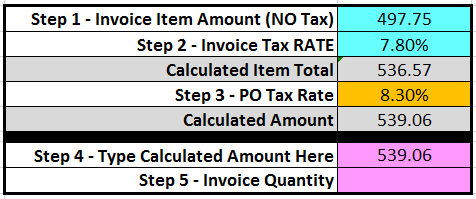 Step 1 - Invoice Item Amount (NO Tax) 497.75
Step 2 - Invoice Tax RATE 7.80%
Calculated Item Total 536.57
Step 3 - PO Tax Rate 8.30%
Calculated Amount 539.06
Step 4 - Type Calculated Amount Here 539.06
Step 5 - Invoice Quantity